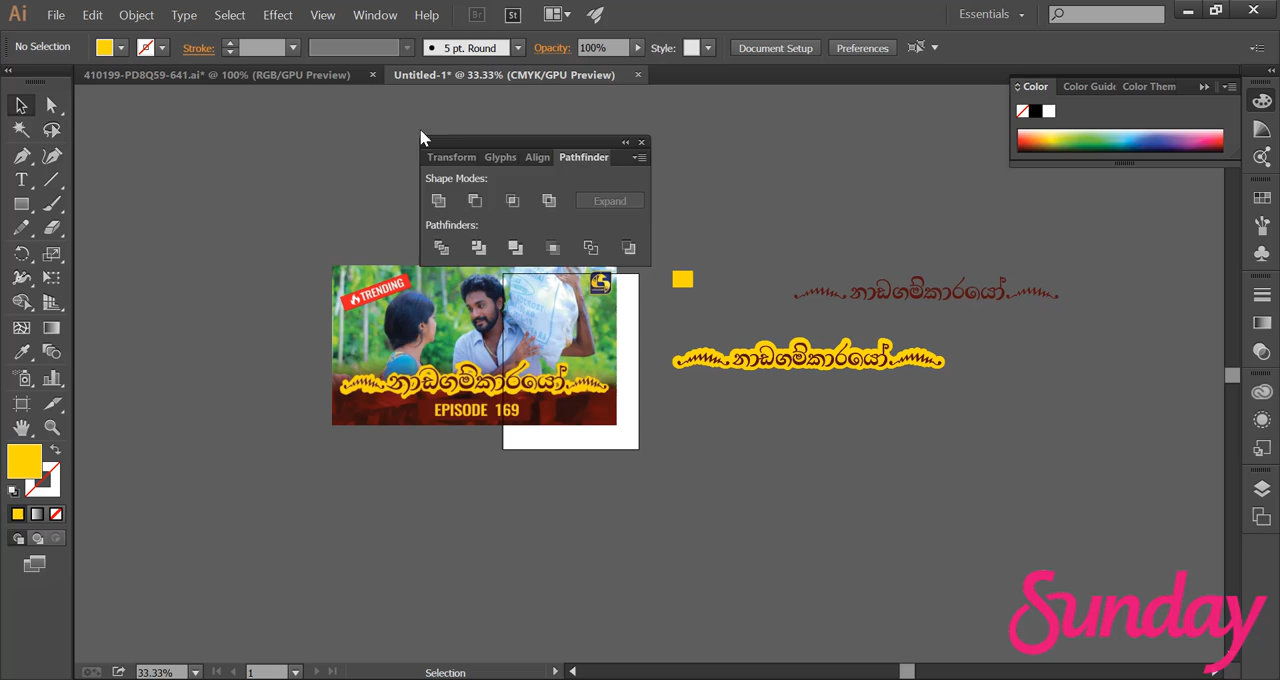 Ai File Edit Object Type Select Effect View Window Help Br St Essentials
No Selection Stroke: 5 pt. Round Opacity: 100% Style: Document Setup Preferences
410199-PD8Q59-641.ai* @ 100% (RGB/GPU Preview) Untitled-1* @ 33.33% (CMYK/GPU Preview)
Color Color Guide Color Them
Transform Glyphs Align Pathfinder
Shape Modes:
Expand
Pathfinders:
TRENDING
නාඩගම්කාරයෝ.
නාඩගම්කාරයෝ.
නාඩගම්කාරයෝ.
EPISODE 169
Sunday
33.33% 1 Selection